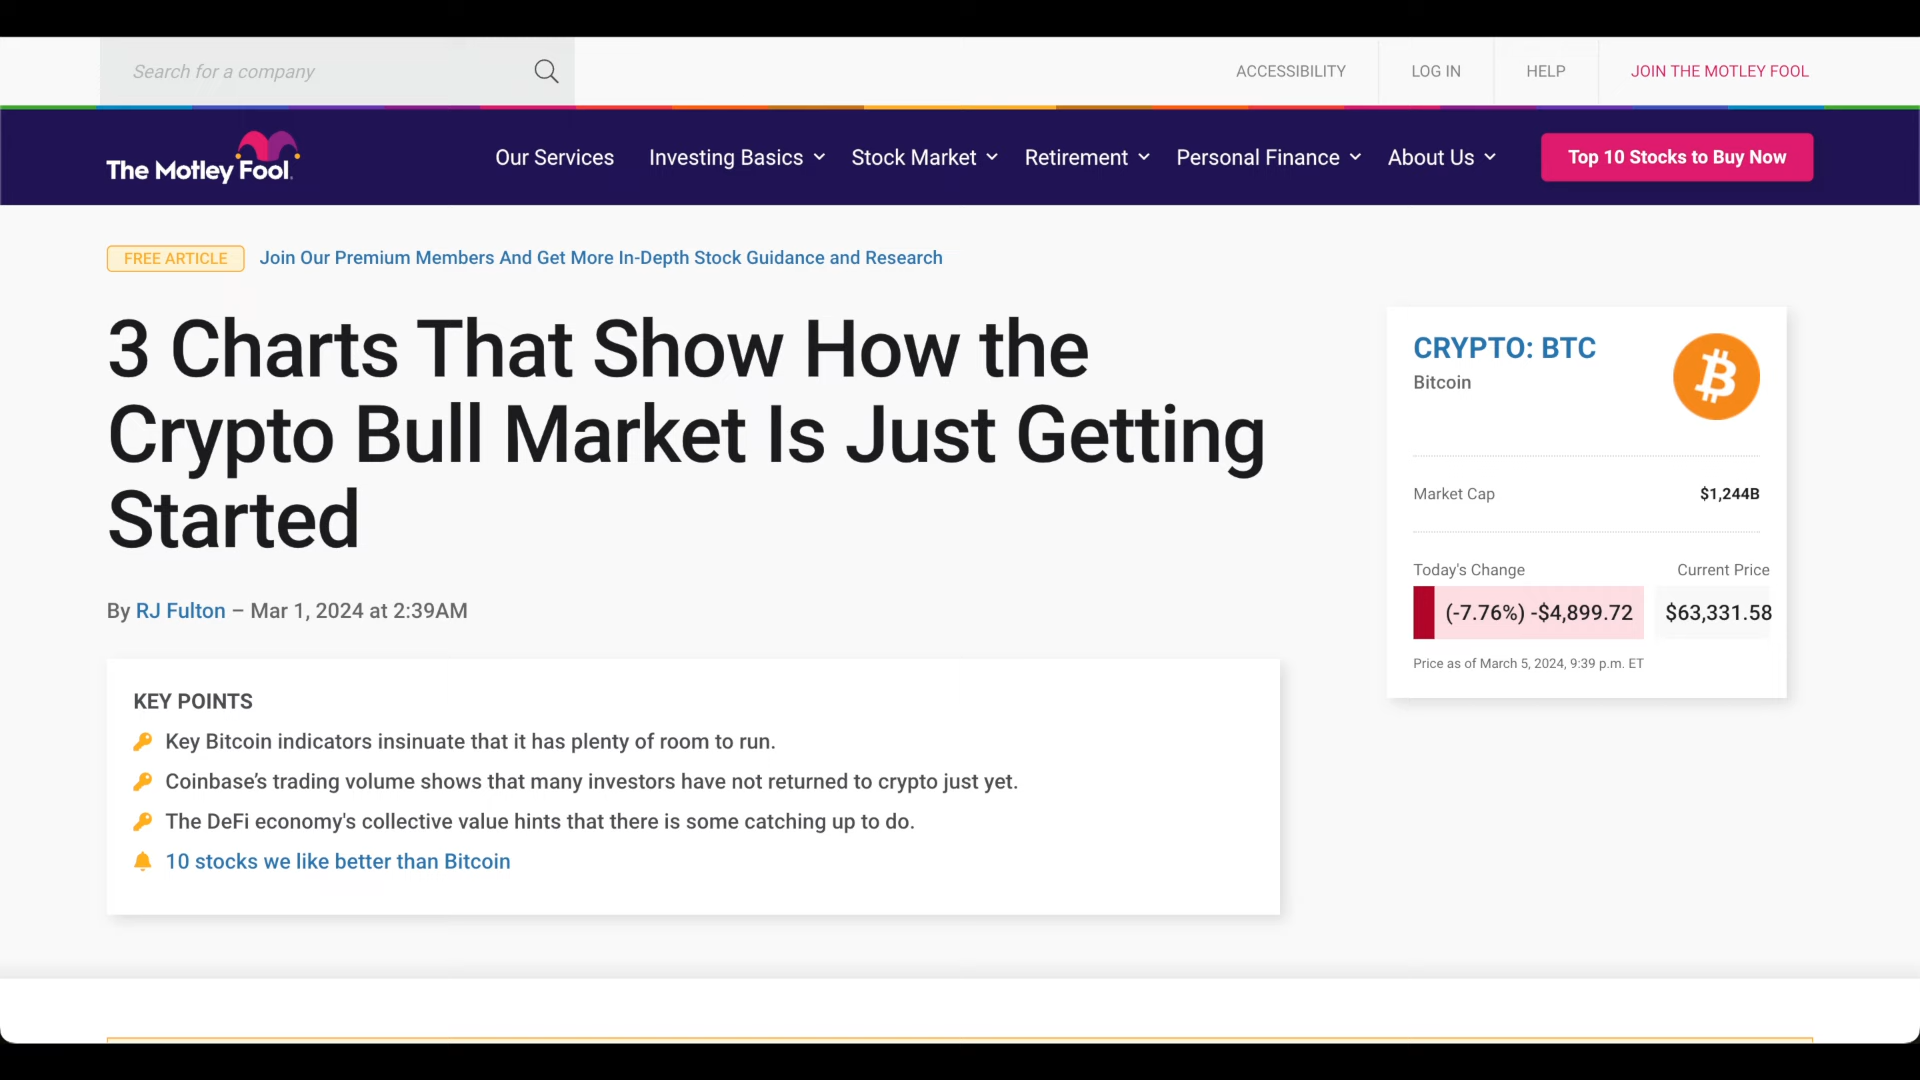 Search for a company
ACCESSIBILITY
LOG IN
HELP
JOIN THE MOTLEY FOOL
The Motley Fool.
Our Services
Investing Basics
Stock Market
Retirement
Personal Finance
About Us
Top 10 Stocks to Buy Now
FREE ARTICLE
Join Our Premium Members And Get More In-Depth Stock Guidance and Research
3 Charts That Show How the
Crypto Bull Market Is Just Getting
Started
By RJ Fulton – Mar 1, 2024 at 2:39AM
KEY POINTS
Key Bitcoin indicators insinuate that it has plenty of room to run.
Coinbase’s trading volume shows that many investors have not returned to crypto just yet.
The DeFi economy's collective value hints that there is some catching up to do.
10 stocks we like better than Bitcoin
CRYPTO: BTC
Bitcoin
Market Cap
$1,244B
Today's Change
Current Price
(-7.76%) -$4,899.72
$63,331.58
Price as of March 5, 2024, 9:39 p.m. ET